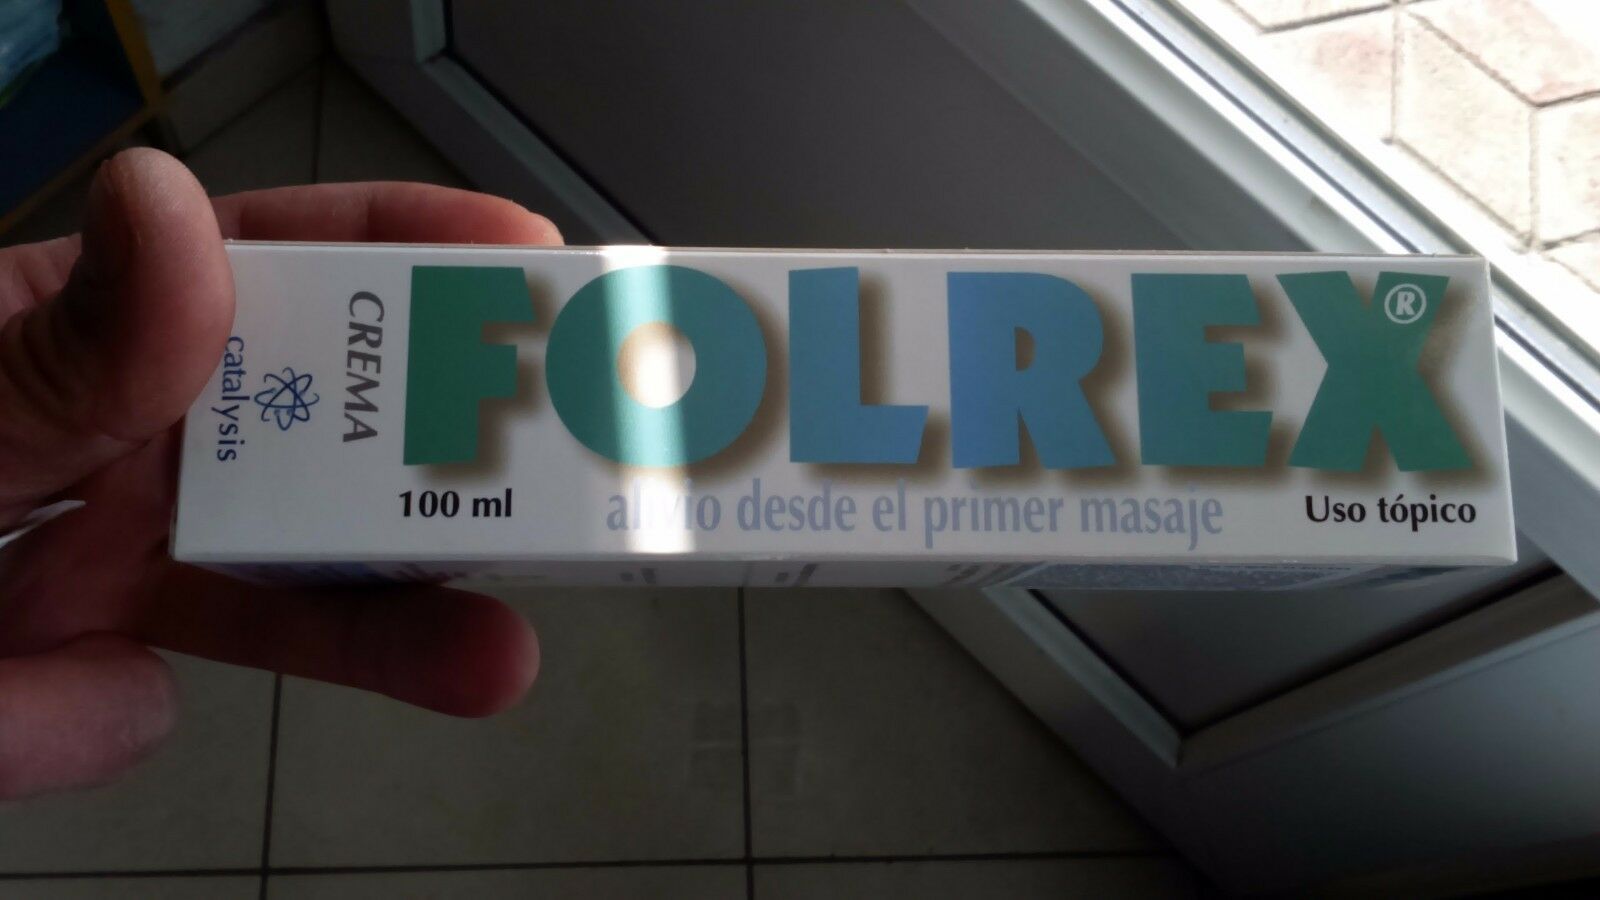 catalysis
CREMA
FOLREX®
100 ml
alivio desde el primer masaje
Uso tópico